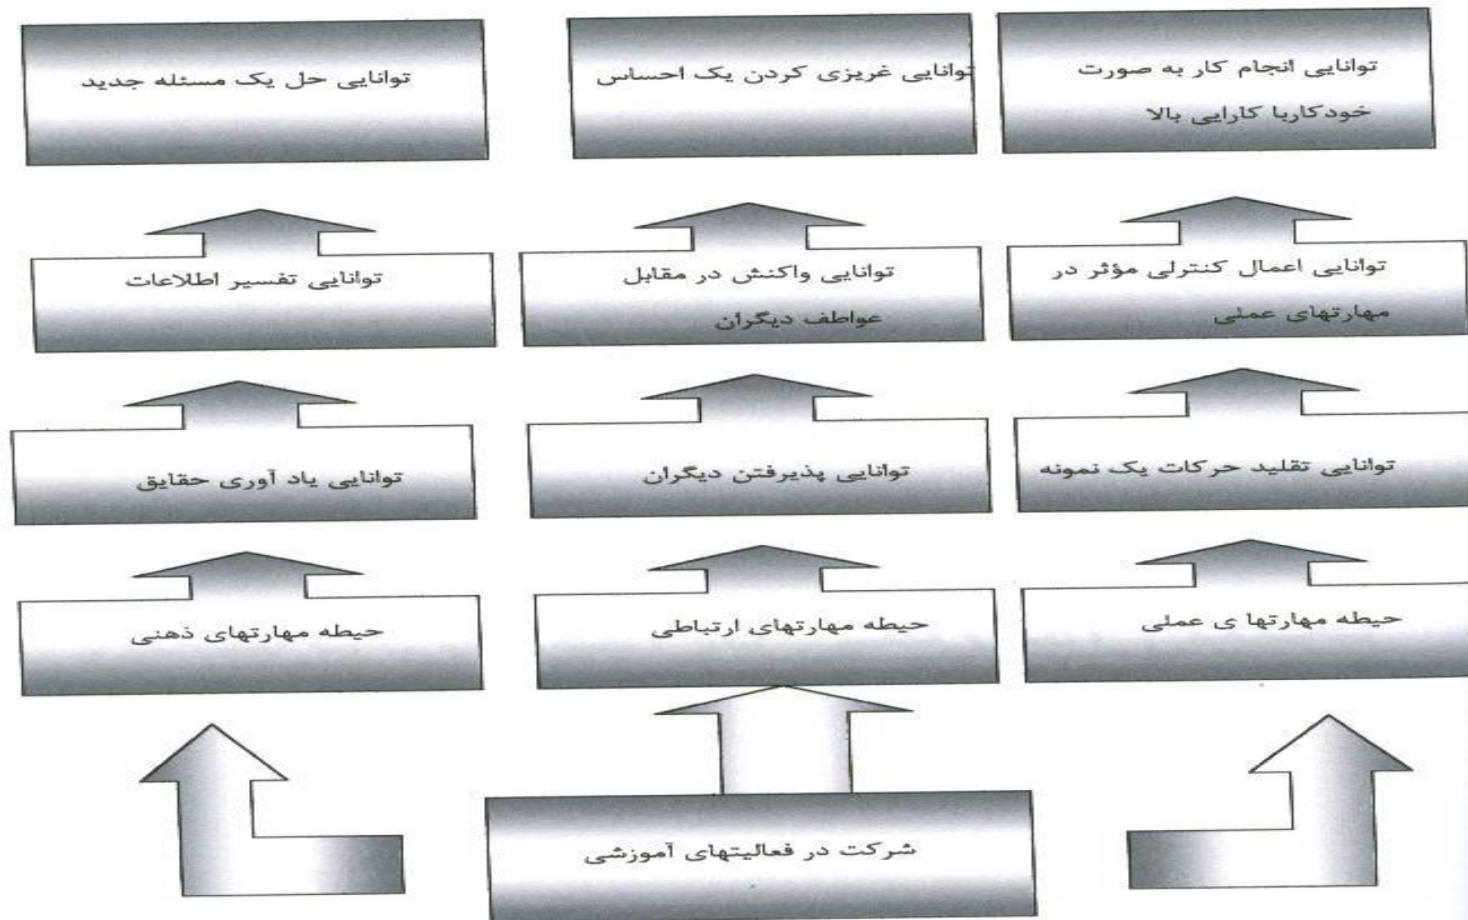 توانایی انجام کار به صورت
خودکاربا کارایی بالا
توانایی غریزی کردن یک احساس
توانایی حل یک مسئله جدید
توانایی اعمال کنترلی مؤثر در
مهارتهای عملی
توانایی واکنش در مقابل
عواطف دیگران
توانایی تفسیر اطلاعات
توانایی تقلید حرکات یک نمونه
توانایی پذیرفتن دیگران
توانایی یاد آوری حقایق
حیطه مهارتها ی عملی
حیطه مهارتهای ارتباطی
حیطه مهارتهای ذهنی
شرکت در فعالیتهای آموزشی